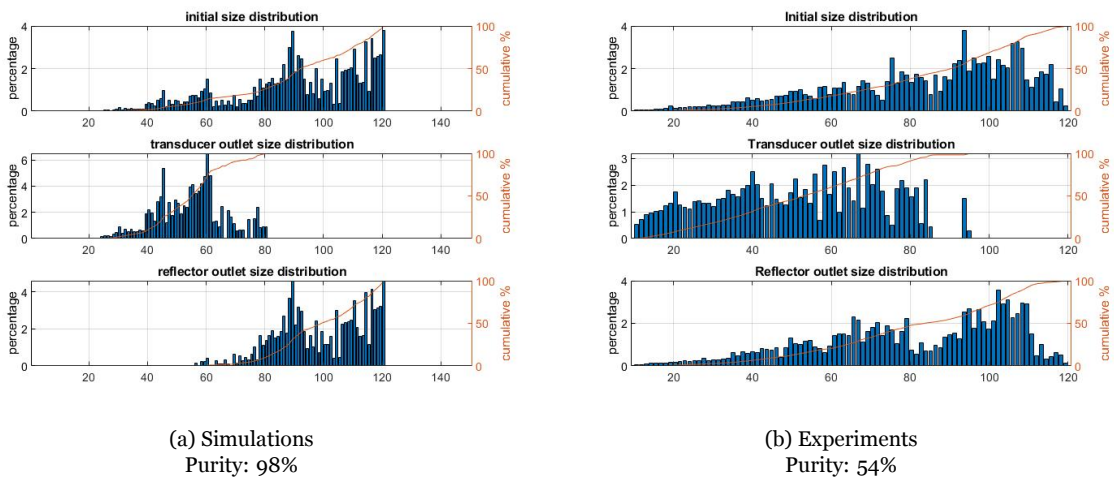 initial size distribution
percentage
4
2
0
100
50
0
cumulative %
20 40 60 80 100 120 140
transducer outlet size distribution
percentage
6
4
2
0
100
50
0
cumulative %
20 40 60 80 100 120 140
reflector outlet size distribution
percentage
4
2
0
100
50
0
cumulative %
20 40 60 80 100 120 140
(a) Simulations
Purity: 98%
Initial size distribution
percentage
4
2
0
100
50
0
cumulative %
20 40 60 80 100 120
Transducer outlet size distribution
percentage
3
2
1
0
100
50
0
cumulative %
20 40 60 80 100 120
Reflector outlet size distribution
percentage
4
2
0
100
50
0
cumulative %
20 40 60 80 100 120
(b) Experiments
Purity: 54%